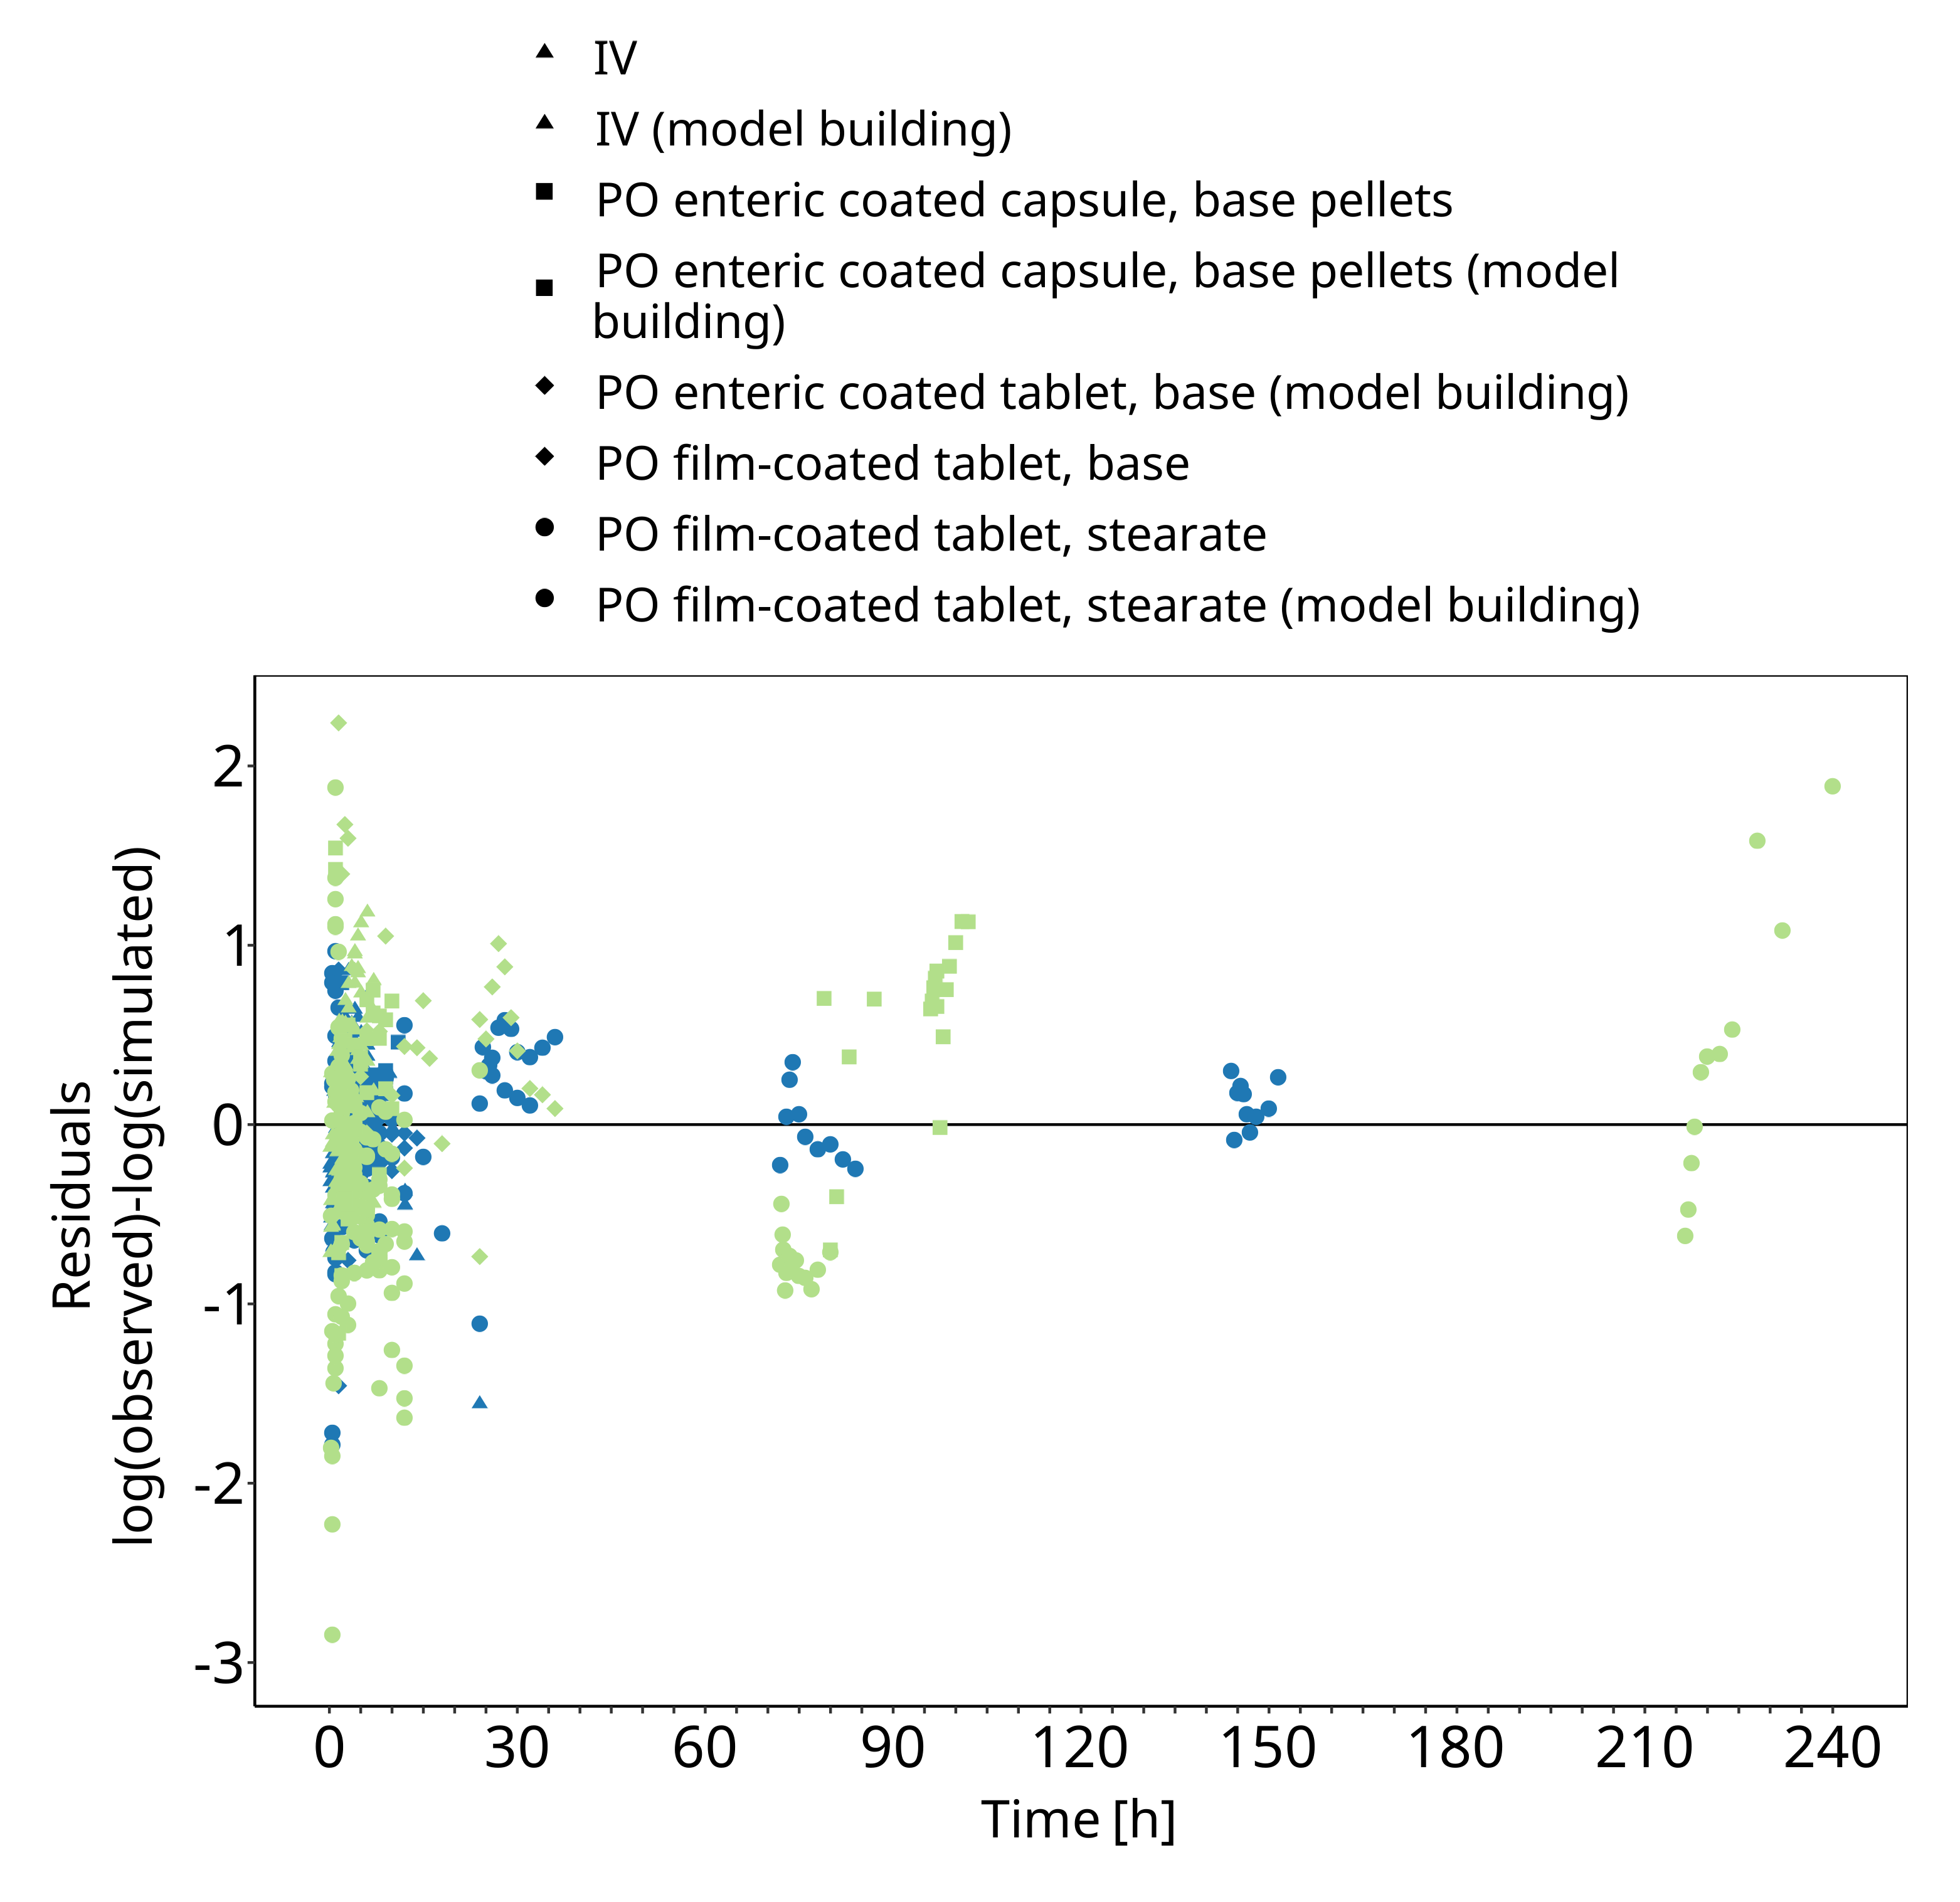 IV
IV (model building)
PO enteric coated capsule, base pellets
PO enteric coated capsule, base pellets (model
building)
PO enteric coated tablet, base (model building)
PO film-coated tablet, base
PO film-coated tablet, stearate
PO film-coated tablet, stearate (model building)
Residuals
log(observed)-log(simulated)
2
1
0
-1
-2
-3
0 30 60 90 120 150 180 210 240
Time [h]